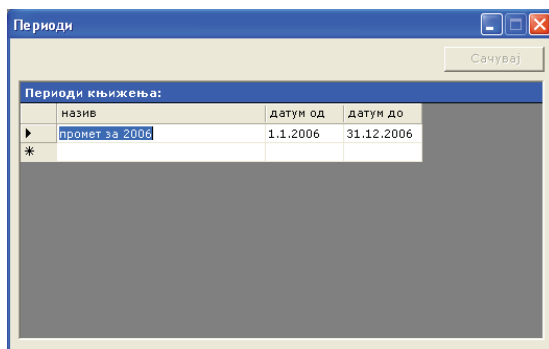 Периоди
Сачувај
Периоди књижења:
назив датум од датум до
промет за 2006 1.1.2006 31.12.2006